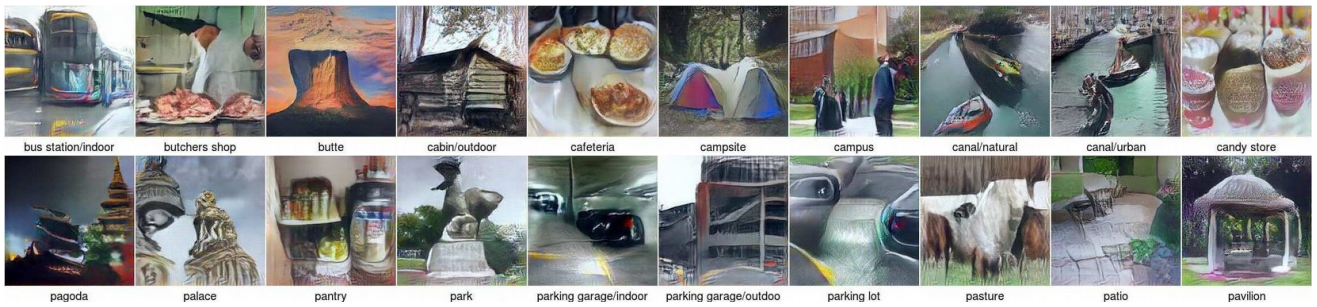 bus station/indoor butchers shop butte cabin/outdoor cafeteria campsite campus canal/natural canal/urban candy store
pagoda palace pantry park parking garage/indoor parking garage/outdoo parking lot pasture patio pavilion